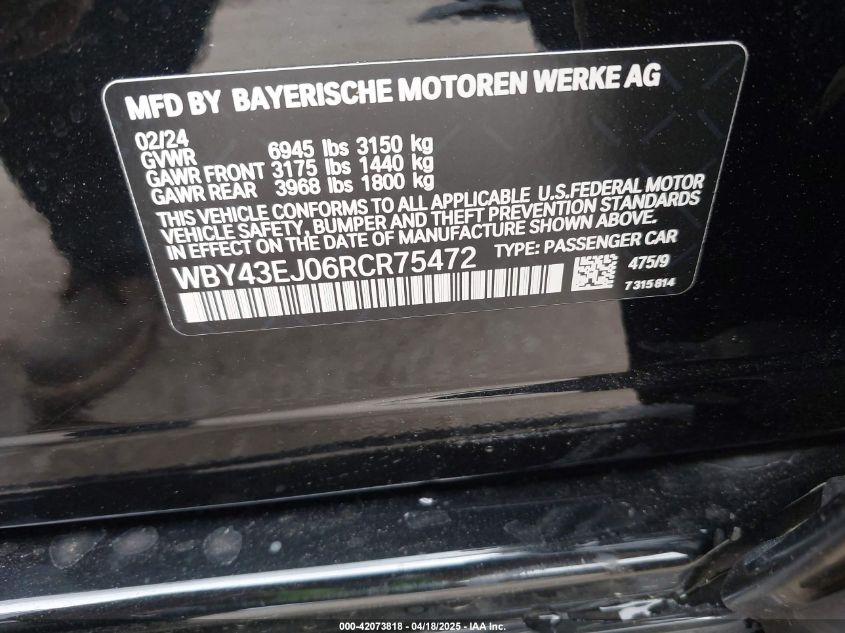 MFD BY BAYERISCHE MOTOREN WERKE AG
02/24
GVWR 6945 lbs 3150 kg
GAWR FRONT 3175 lbs 1440 kg
GAWR REAR 3968 lbs 1800 kg
THIS VEHICLE CONFORMS TO ALL APPLICABLE U.S.FEDERAL MOTOR
VEHICLE SAFETY, BUMPER AND THEFT PREVENTION STANDARDS
IN EFFECT ON THE DATE OF MANUFACTURE SHOWN ABOVE.
WBY43EJ06RCR75472 TYPE: PASSENGER CAR
475/9
7315814
000-42073818 - 04/18/2025 - IAA Inc.